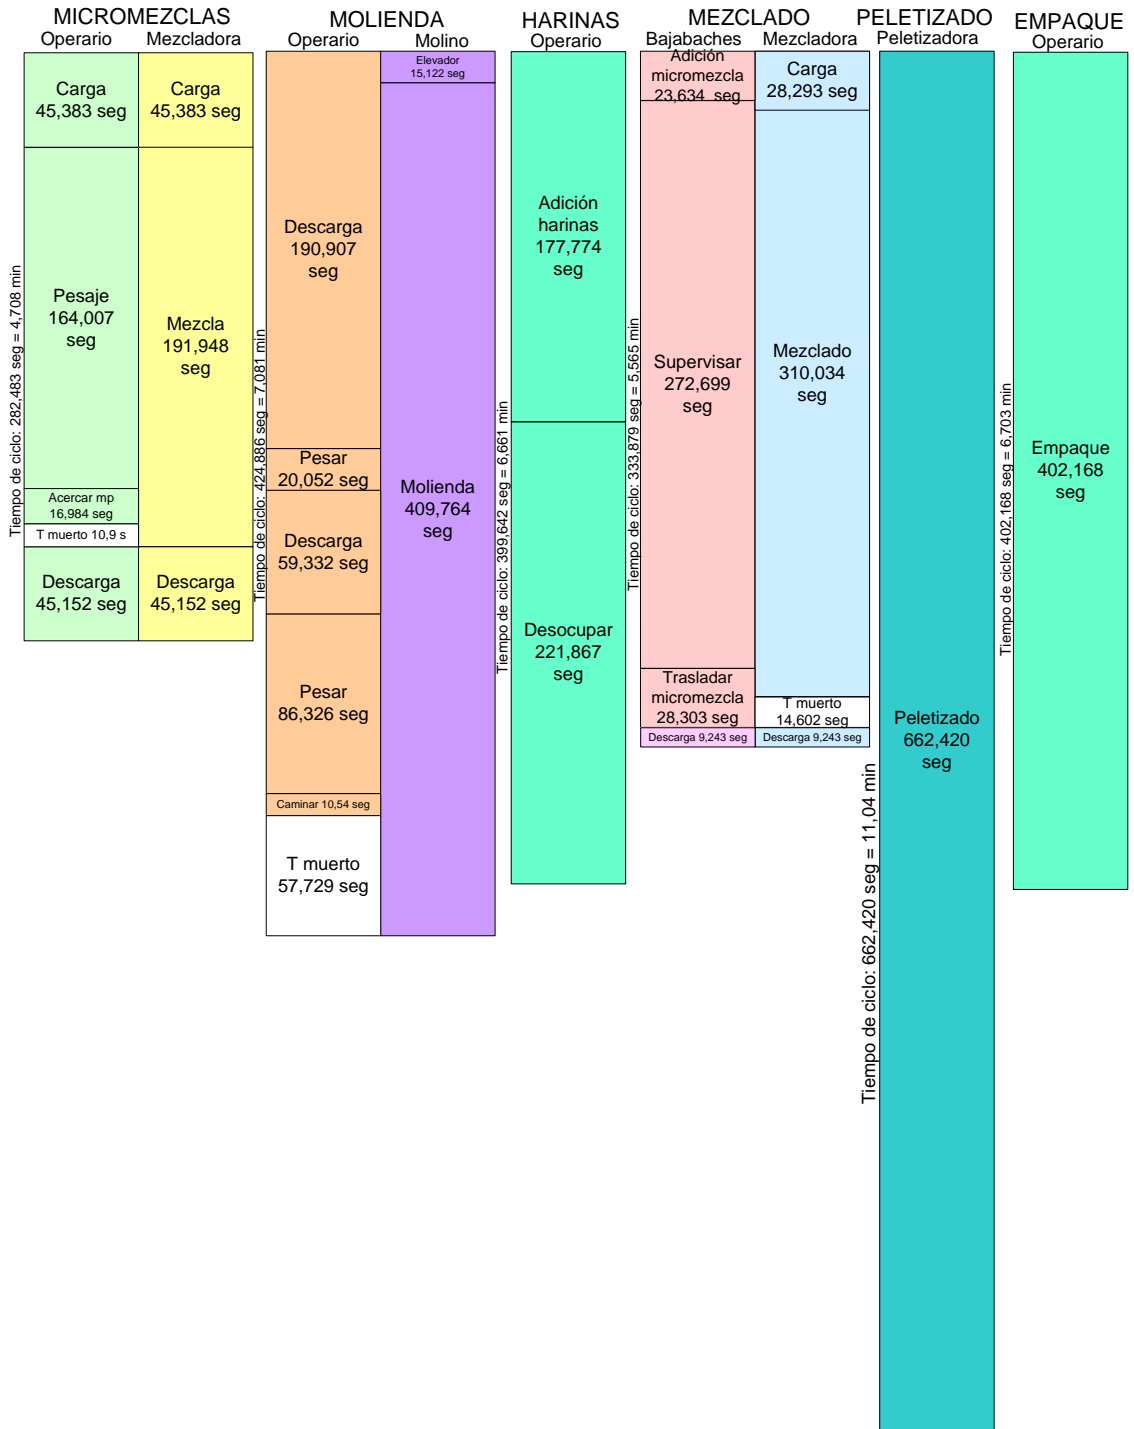 MICROMEZCLAS
Operario
Mezcladora
Tiempo de ciclo: 282,483 seg = 4,708 min
Carga
45,383 seg
Pesaje
164,007
seg
Acercar mp
16,984 seg
T muerto 10,9 s
Descarga
45,152 seg
Carga
45,383 seg
Mezcla
191,948
seg
Descarga
45,152 seg
MOLIENDA
Operario
Molino
Tiempo de ciclo: 424,886 seg = 7,081 min
Descarga
190,907
seg
Pesar
20,052 seg
Descarga
59,332 seg
Pesar
86,326 seg
Caminar 10,54 seg
T muerto
57,729 seg
Elevador
15,122 seg
Molienda
409,764
seg
HARINAS
Operario
Tiempo de ciclo: 399,642 seg = 6,661 min
Adición
harinas
177,774
seg
Desocupar
221,867
seg
MEZCLADO
Bajabaches
Mezcladora
Tiempo de ciclo: 333,879 seg = 5,565 min
Adición
micromezcla
23,634 seg
Supervisar
272,699
seg
Trasladar
micromezcla
28,303 seg
Descarga 9,243 seg
Carga
28,293 seg
Mezclado
310,034
seg
T muerto
14,602 seg
Descarga 9,243 seg
PELETIZADO
Peletizadora
Tiempo de ciclo: 662,420 seg = 11,04 min
Peletizado
662,420
seg
EMPAQUE
Operario
Tiempo de ciclo: 402,168 seg = 6,703 min
Empaque
402,168
seg